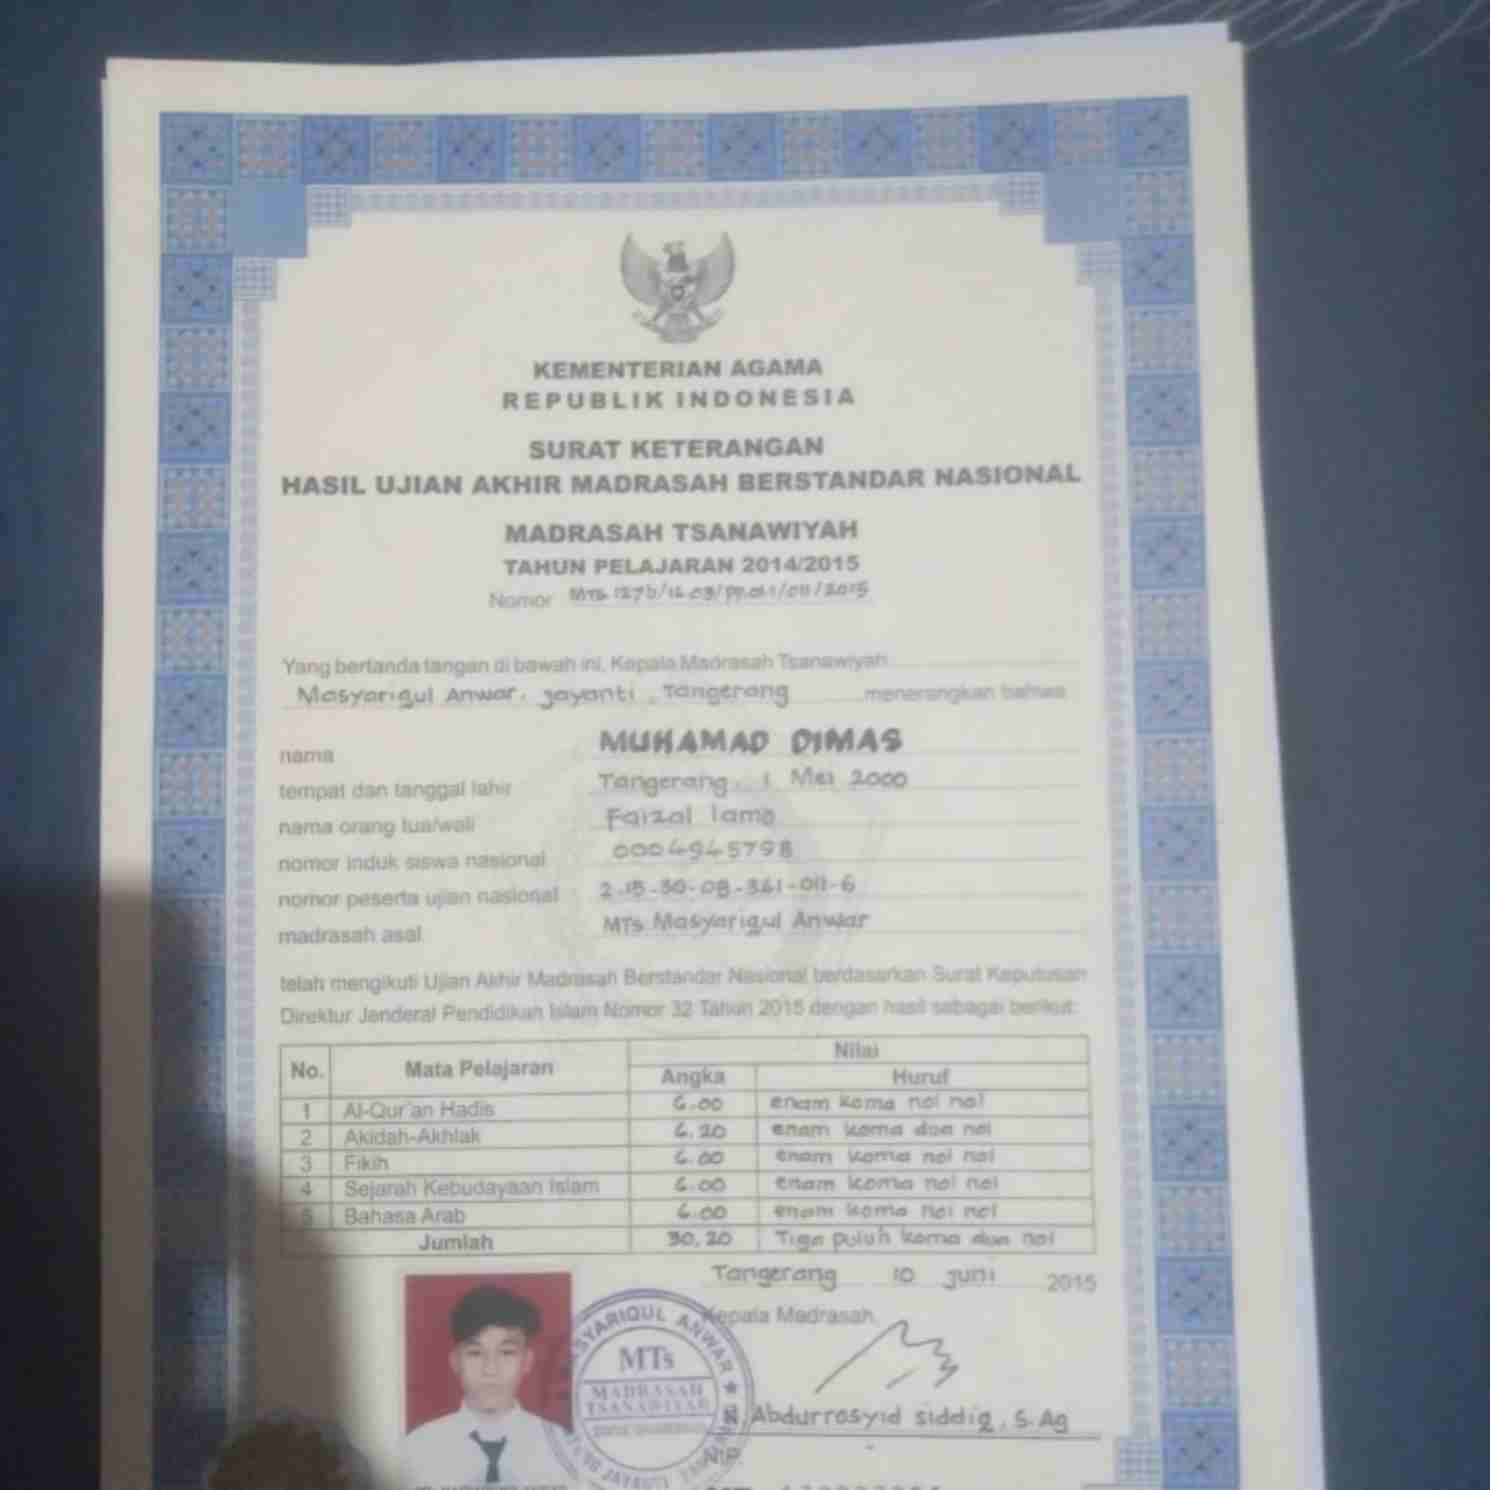 KEMENTERIAN AGAMA
REPUBLIK INDONESIA
SURAT KETERANGAN
HASIL UJIAN AKHIR MADRASAH BERSTANDAR NASIONAL
MADRASAH TSANAWIYAH
TAHUN PELAJARAN 2014/2015
Nomor
Yang bertanda tangan di bawah ini, Kepala Madrasah Tsanawiyah
Masyariqul Anwar, Jayanti, Tangerang menerangkan bahwa
nama : MUHAMAD DIMAS
tempat dan tanggal lahir : Tangerang, 1 Mei 2000
nama orang tua/wali : Faizal
nomor induk siswa nasional : 0004945798
nomor peserta ujian nasional : 2-15-30-08-361-011-6
madrasah asal : MTs Masyariqul Anwar
telah mengikuti Ujian Akhir Madrasah Berstandar Nasional berdasarkan Surat Keputusan
Direktur Jenderal Pendidikan Islam Nomor 32 Tahun 2015 dengan hasil sebagai berikut:
No. Mata Pelajaran Nilai
Angka Huruf
1 Al-Qur'an Hadis 6.00 enam koma nol nol
2 Akidah-Akhlak 6.20 enam koma dua nol
3 Fikih 6.00 enam koma nol nol
4 Sejarah Kebudayaan Islam 6.00 enam koma nol nol
5 Bahasa Arab 6.00 enam koma nol nol
Jumlah 30,20 Tiga puluh koma dua nol
Tangerang 10 Juni 2015
Kepala Madrasah,
SYARIQUL ANWAR
MTs
MADRASAH
TSANAWIYAH
JAYANTI
Abdurrasyid Siddiq, S.Ag
NIP.